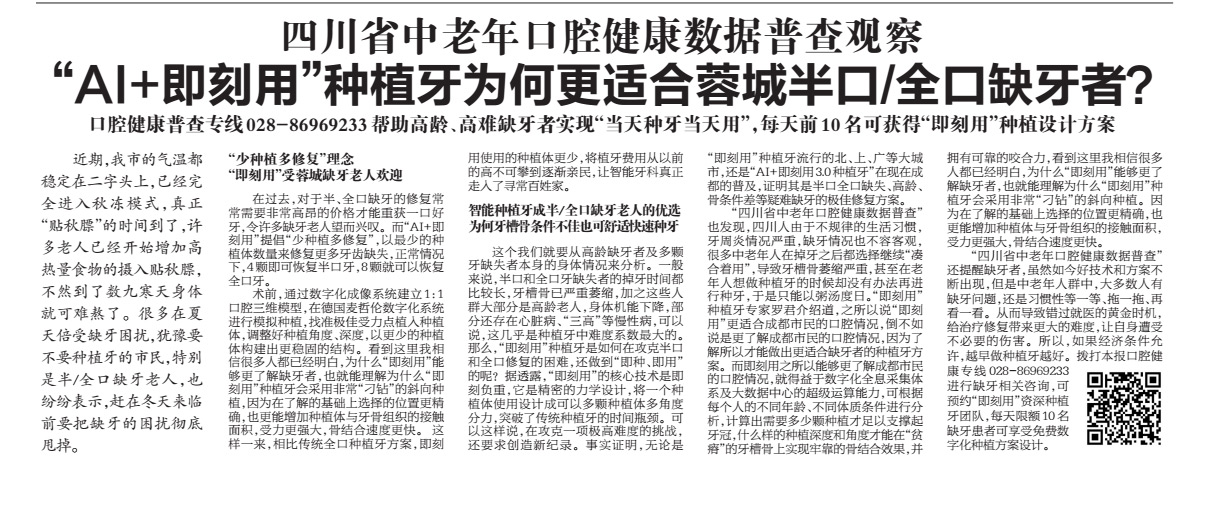 四川省中老年口腔健康数据普查观察
“AI+即刻用”种植牙为何更适合蓉城半口/全口缺牙者?
口腔健康普查专线028-86969233 帮助高龄、高难缺牙者实现“当天种牙当天用”,每天前10名可获得“即刻用”种植设计方案
近期,我市的气温都
稳定在二字头上,已经完
全进入秋冻模式,真正
“贴秋膘”的时间到了,许
多老人已经开始增加高
热量食物的摄入贴秋膘,
不然到了数九寒天身体
就可难熬了。很多在夏
天倍受缺牙困扰,犹豫要
不要种植牙的市民,特别
是半/全口缺牙老人,也
纷纷表示,赶在冬天来临
前要把缺牙的困扰彻底
甩掉。
“少种植多修复”理念
“即刻用”受蓉城缺牙老人欢迎
在过去,对于半、全口缺牙的修复常
常需要非常高昂的价格才能重获一口好
牙,令许多缺牙老人望而兴叹。而“AI+即
刻用”提倡“少种植多修复”,以最少的种
植体数量来修复更多牙齿缺失,正常情况
下,4颗即可恢复半口牙,8颗就可以恢复
全口牙。
术前,通过数字化成像系统建立1:1
口腔三维模型,在德国麦哲伦数字化系统
进行模拟种植,找准极佳受力点植入种植
体,调整好种植角度、深度,以更少的种植
体构建出更稳固的结构。看到这里我相
信很多人都已经明白,为什么“即刻用”能
够更了解缺牙者,也就能理解为什么“即
刻用”种植牙会采用非常“刁钻”的斜向种
植,因为在了解的基础上选择的位置更精
确,也更能增加种植体与牙骨组织的接触
面积,受力更强大,骨结合速度更快。 这
样一来,相比传统全口种植牙方案,即刻
用使用的种植体更少,将植牙费用从以前
的高不可攀到逐渐亲民,让智能牙科真正
走入了寻常百姓家。
智能种植牙成半/全口缺牙老人的优选
为何牙槽骨条件不佳也可舒适快速种牙
这个我们就要从高龄缺牙者及多颗
牙缺失者本身的身体情况来分析。一般
来说,半口和全口牙缺失者的掉牙时间都
比较长,牙槽骨已严重萎缩,加之这些人
群大部分是高龄老人,身体机能下降,部
分还存在心脏病、“三高”等慢性病,可以
说,这几乎是种植牙中难度系数最大的。
那么,“即刻用”种植牙是如何在攻克半口
和全口修复的困难,还做到“即种、即用”
的呢?据透露,“即刻用”的核心技术是即
刻负重,它是精密的力学设计,将一个种
植体使用设计成可以多颗种植体多角度
分力,突破了传统种植牙的时间瓶颈。可
以这样说,在攻克一项极高难度的挑战,
还要求创造新纪录。事实证明,无论是
“即刻用”种植牙流行的北、上、广等大城
市,还是“AI+即刻用3.0种植牙”在现在成
都的普及,证明其是半口全口缺失、高龄、
骨条件差等疑难缺牙的极佳修复方案。
“四川省中老年口腔健康数据普查”
也发现,四川人由于不规律的生活习惯,
牙周炎情况严重,缺牙情况也不容客观,
很多中老年人在掉牙之后都选择继续“凑
合着用”,导致牙槽骨萎缩严重,甚至在老
年人想做种植牙的时候却没有办法再进
行种牙,于是只能以粥汤度日。“即刻用”
种植牙专家罗君介绍道,之所以说“即刻
用”更适合成都市民的口腔情况,倒不如
说是更了解成都市民的口腔情况,因为了
解所以才能做出更适合缺牙者的种植牙方
案。而即刻用之所以能够更了解成都市民
的口腔情况,就得益于数字化全息采集体
系及大数据中心的超级运算能力,可根据
每个人的不同年龄、不同体质条件进行分
析,计算出需要多少颗种植才足以支撑起
牙冠,什么样的种植深度和角度才能在“贫
瘠”的牙槽骨上实现牢靠的骨结合效果,并
拥有可靠的咬合力,看到这里我相信很多
人都已经明白,为什么“即刻用”能够更了
解缺牙者,也就能理解为什么“即刻用”种
植牙会采用非常“刁钻”的斜向种植。因
为在了解的基础上选择的位置更精确,也
更能增加种植体与牙骨组织的接触面积,
受力更强大,骨结合速度更快。
“四川省中老年口腔健康数据普查”
还提醒缺牙者,虽然如今好技术和方案不
断出现,但是中老年人群中,大多数人有
缺牙问题,还是习惯性等一等、拖一拖、再
看一看。从而导致错过就医的黄金时机,
给治疗修复带来更大的难度,让自身遭受
不必要的伤害。所以,如果经济条件允
许,越早做种植牙越好。拨打本报口腔健
康专线 028-86969233
进行缺牙相关咨询,可
预约“即刻用”资深种植
牙团队,每天限额10名
缺牙患者可享受免费数
字化种植方案设计。